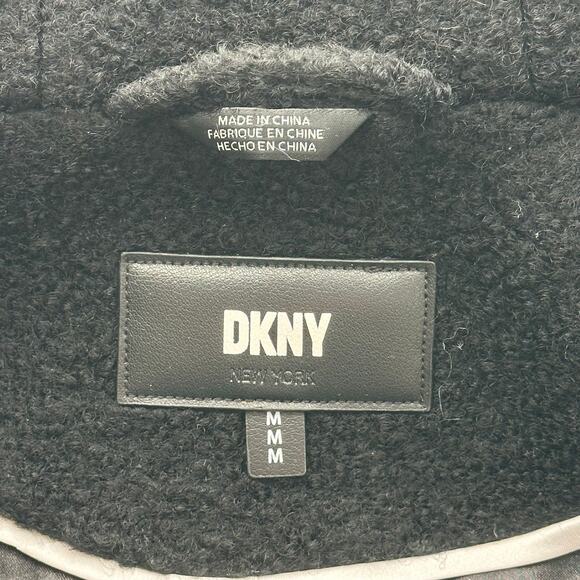 MADE IN CHINA
FABRIQUE EN CHINE
HECHO EN CHINA
DKNY
NEW YORK
M
M
M